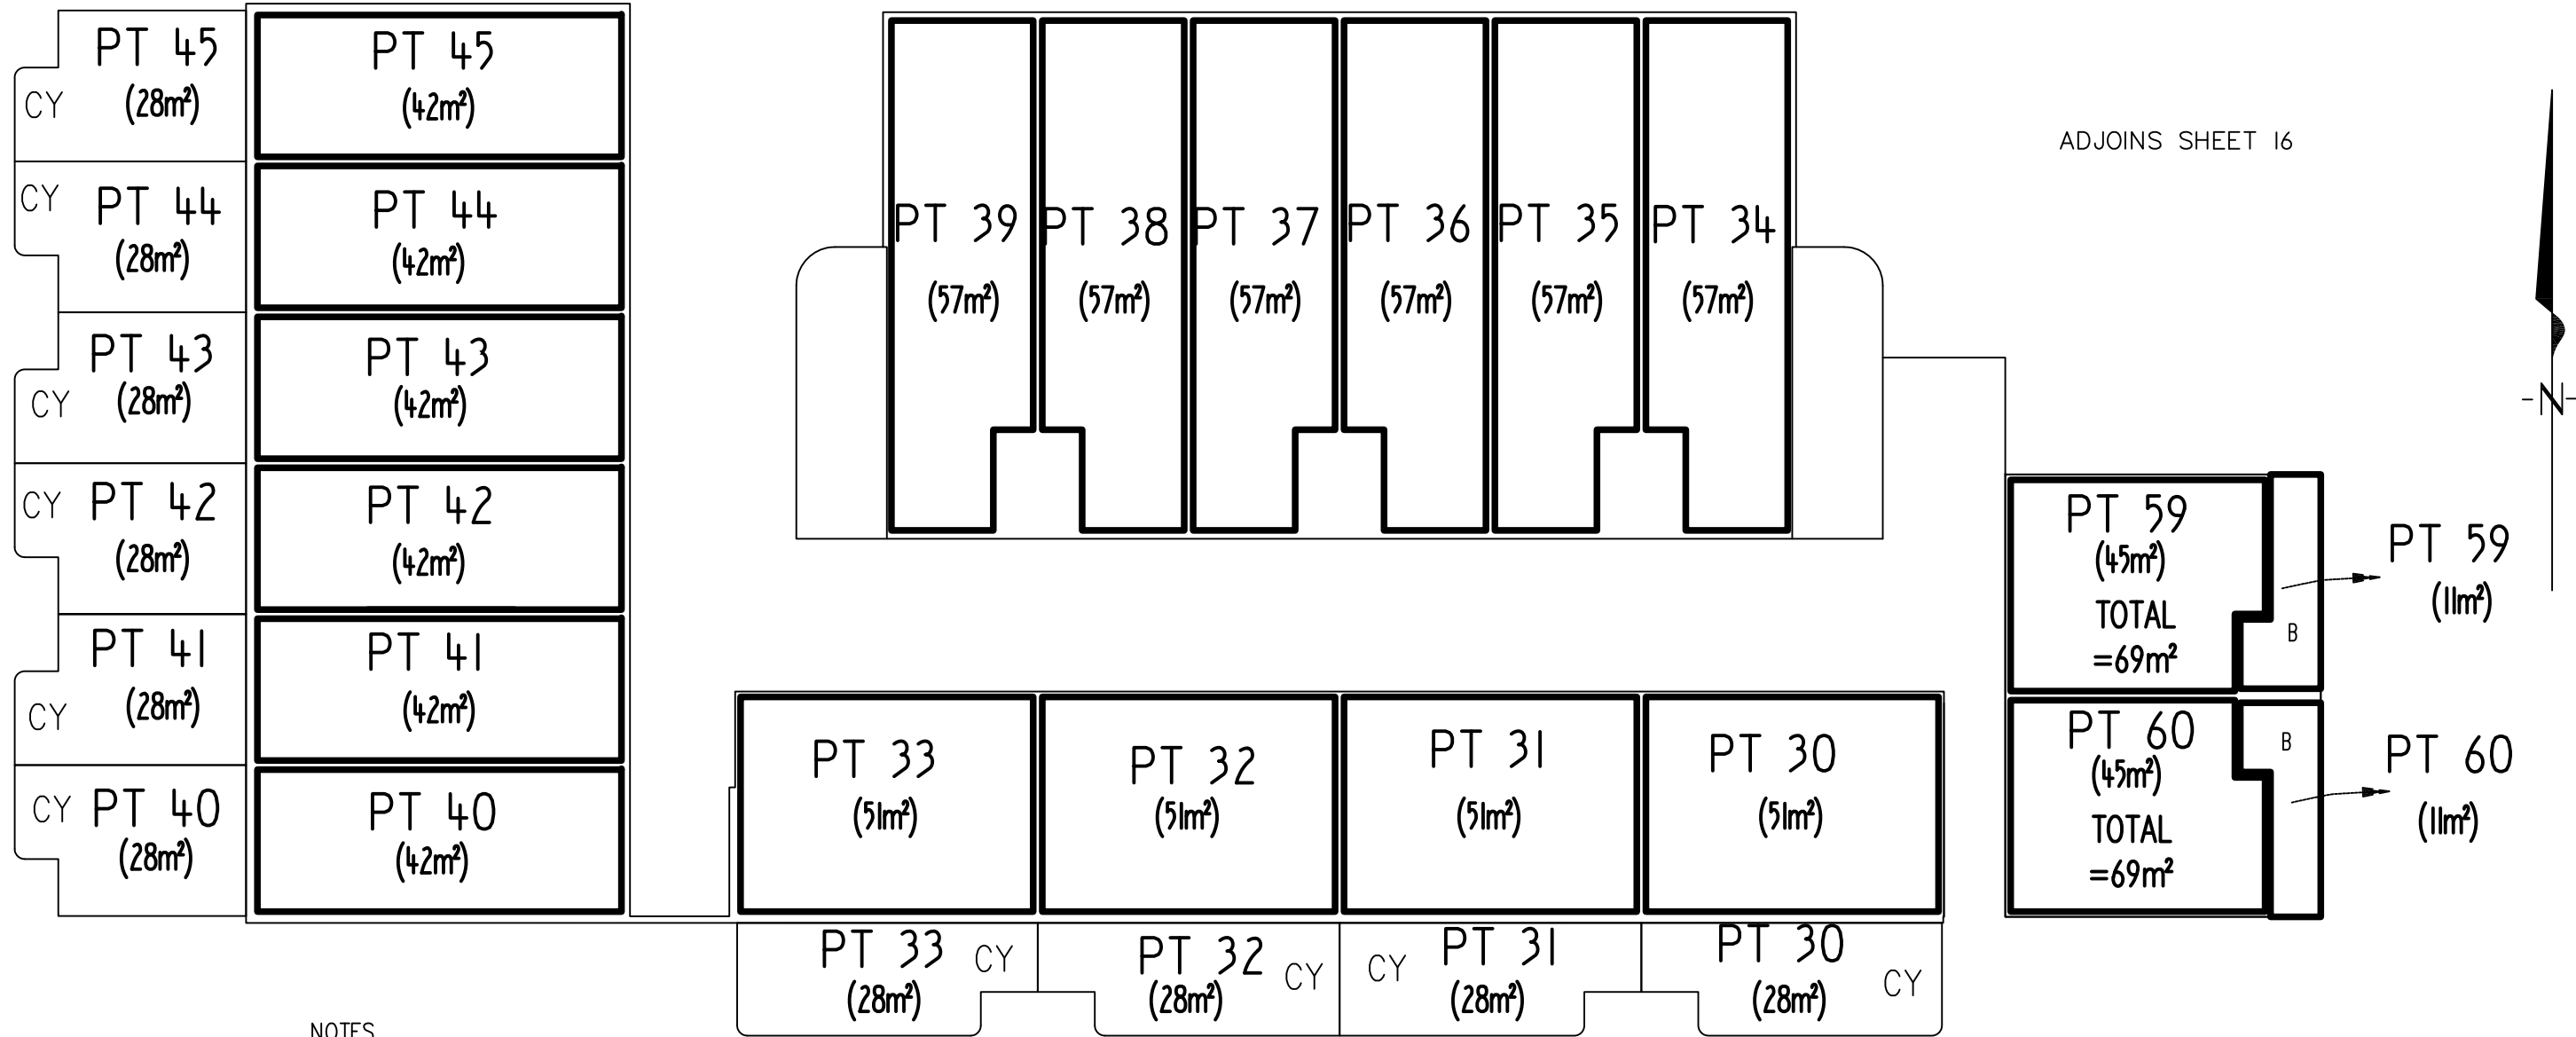 PT 45
(28m²)
CY
PT 45
(42m²)
PT 44
(28m²)
CY
PT 44
(42m²)
PT 43
(28m²)
CY
PT 43
(42m²)
PT 42
(28m²)
CY
PT 42
(42m²)
PT 41
(28m²)
CY
PT 41
(42m²)
PT 40
(28m²)
CY
PT 40
(42m²)
PT 39
(57m²)
PT 38
(57m²)
PT 37
(57m²)
PT 36
(57m²)
PT 35
(57m²)
PT 34
(57m²)
ADJOINS SHEET 16
-N-
PT 59
(45m²)
TOTAL
=69m²
B
PT 59
(11m²)
PT 60
(45m²)
TOTAL
=69m²
B
PT 60
(11m²)
PT 33
(51m²)
PT 32
(51m²)
PT 31
(51m²)
PT 30
(51m²)
PT 33
(28m²)
CY
PT 32
(28m²)
CY
CY
PT 31
(28m²)
PT 30
(28m²)
CY
NOTES